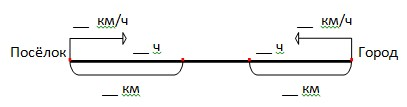 __ км/ч __ км/ч
Посёлок __ ч __ ч Город
__ км __ км